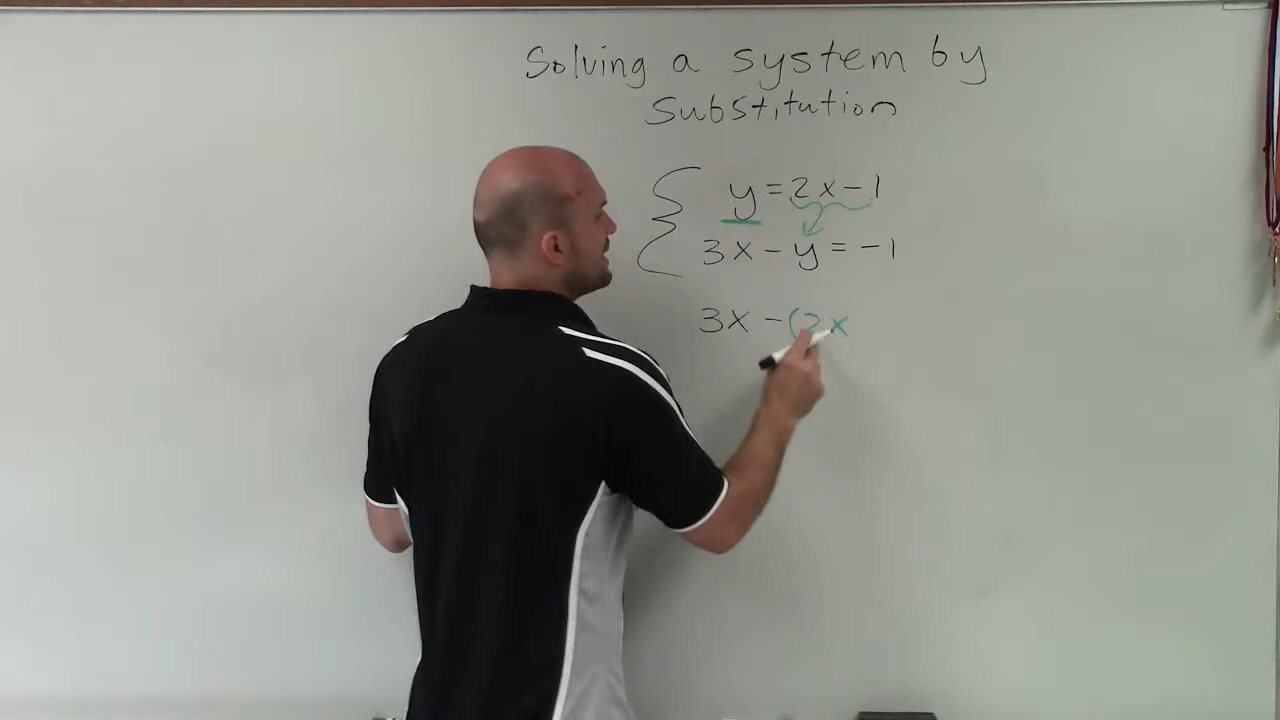 Solving a system by
Substitution
y=2x-1
3x-y=-1
3x-(2x